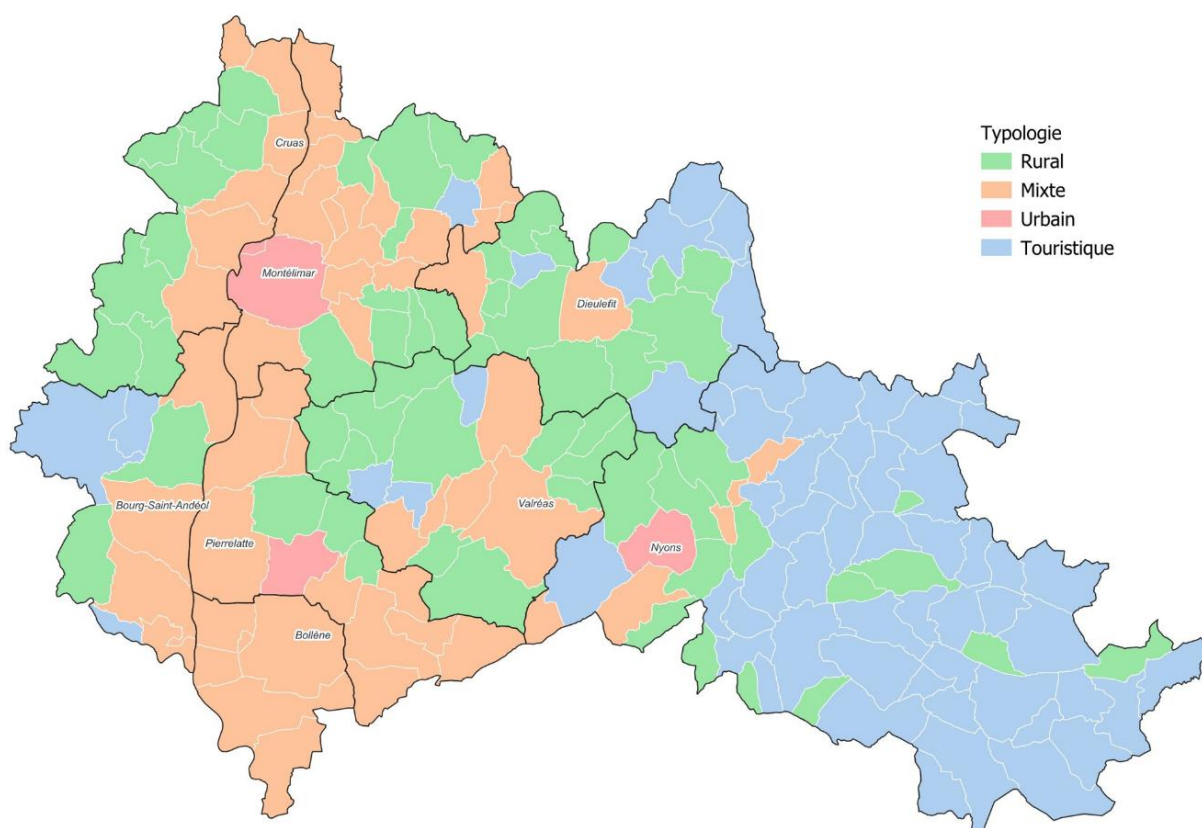 Typologie
Rural
Mixte
Urbain
Touristique
Cruas
Montélimar
Dieulefit
Bourg-Saint-Andéol
Valréas
Pierrelatte
Nyons
Bollène